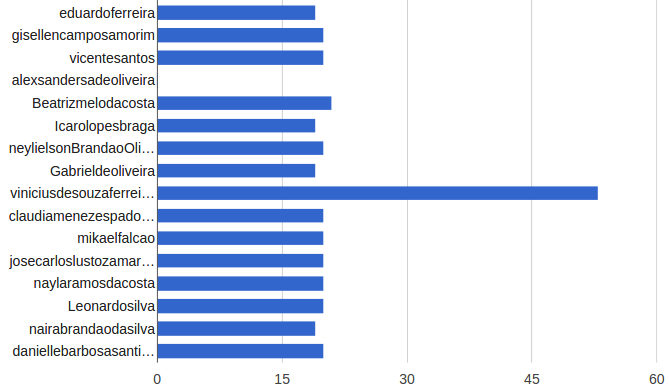 eduardoferreira
gisellencamposamorim
vicentesantos
alexsandersadeoliveira
Beatrizmelodacosta
Icarolopesbraga
neylielsonBrandaoOli…
Gabrieldeoliveira
viniciusdesouzaferrei…
claudiamenezespado…
mikaelfalcao
josecarloslustozamar…
naylaramosdacosta
Leonardosilva
nairabrandaodasilva
daniellebarbosasanti…
0 15 30 45 60